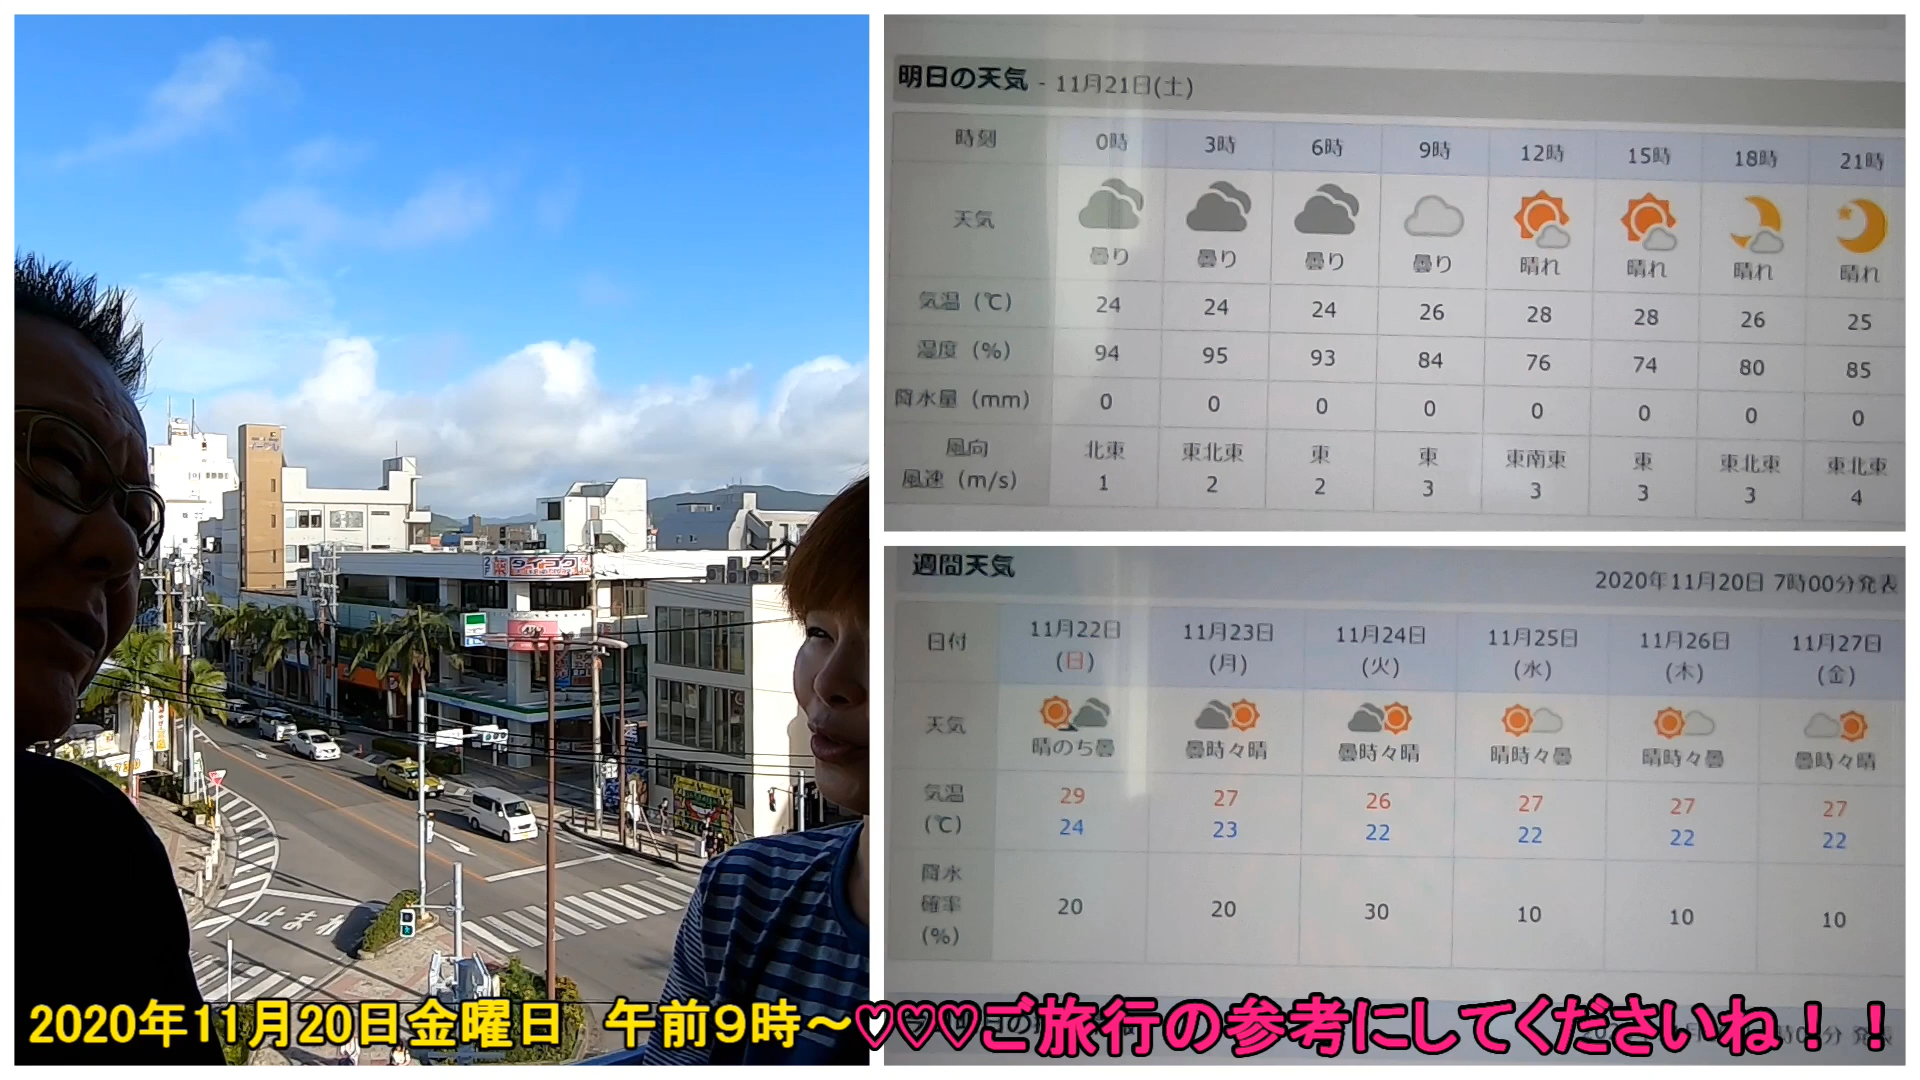 2F 薬 ダイコク
A&W
止まれ
明日の天気 - 11月21日(土)
時刻 0時 3時 6時 9時 12時 15時 18時 21時
天気 曇り 曇り 曇り 曇り 晴れ 晴れ 晴れ 晴れ
気温 (℃) 24 24 24 26 28 28 26 25
湿度 (%) 94 95 93 84 76 74 80 85
降水量 (mm) 0 0 0 0 0 0 0 0
風向 北東 東北東 東 東 東南東 東 東北東 東北東
風速 (m/s) 1 2 2 3 3 3 3 4
週間天気
2020年11月20日 7時00分発表
日付 11月22日 11月23日 11月24日 11月25日 11月26日 11月27日
(日) (月) (火) (水) (木) (金)
天気 晴のち曇 曇時々晴 曇時々晴 晴時々曇 晴時々曇 曇時々晴
気温 29 27 26 27 27 27
(℃) 24 23 22 22 22 22
降水
確率 20 20 30 10 10 10
(%)
2020年11月20日金曜日 午前9時～♡♡♡ご旅行の参考にしてくださいね！！